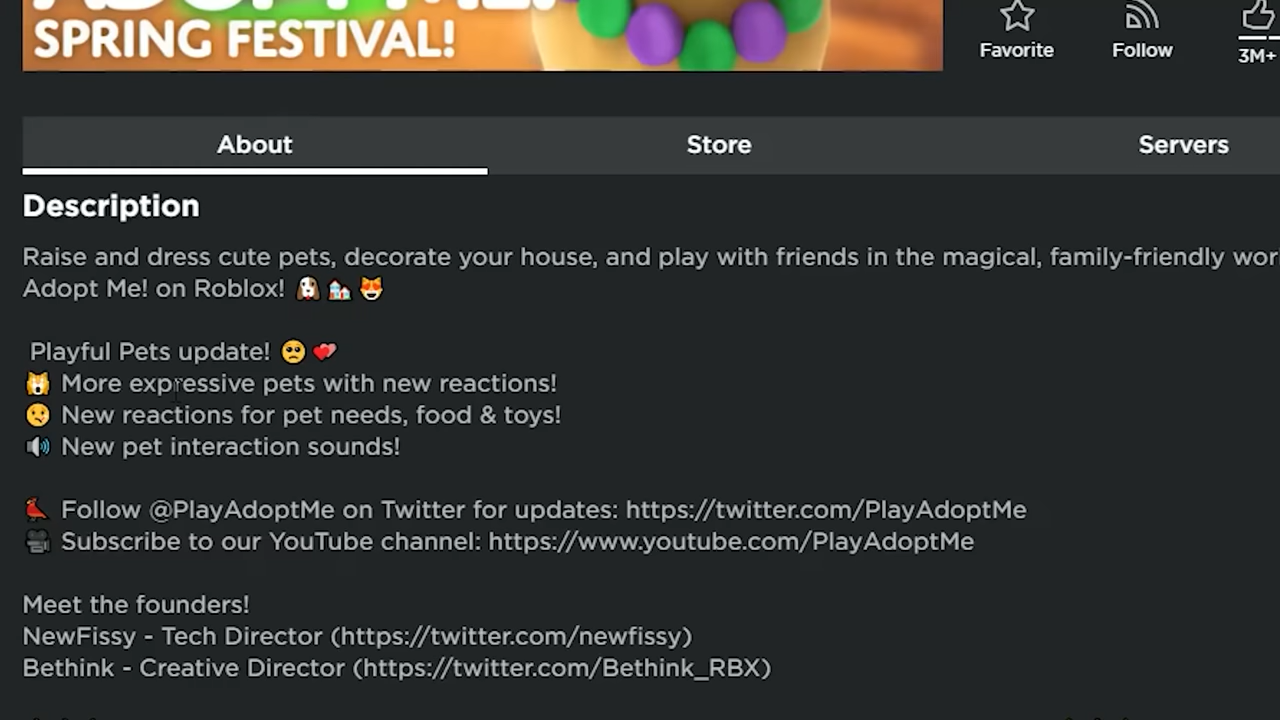 SPRING FESTIVAL!
Favorite
Follow
3M+
About
Store
Servers
Description
Raise and dress cute pets, decorate your house, and play with friends in the magical, family-friendly
Adopt Me! on Roblox! 🐶🏘️😻
Playful Pets update! 🥺💕
🙀 More expressive pets with new reactions!
🤒 New reactions for pet needs, food & toys!
🔊 New pet interaction sounds!
🐦 Follow @PlayAdoptMe on Twitter for updates: https://twitter.com/PlayAdoptMe
🎥 Subscribe to our YouTube channel: https://www.youtube.com/PlayAdoptMe
Meet the founders!
NewFissy - Tech Director (https://twitter.com/newfissy)
Bethink - Creative Director (https://twitter.com/Bethink_RBX)